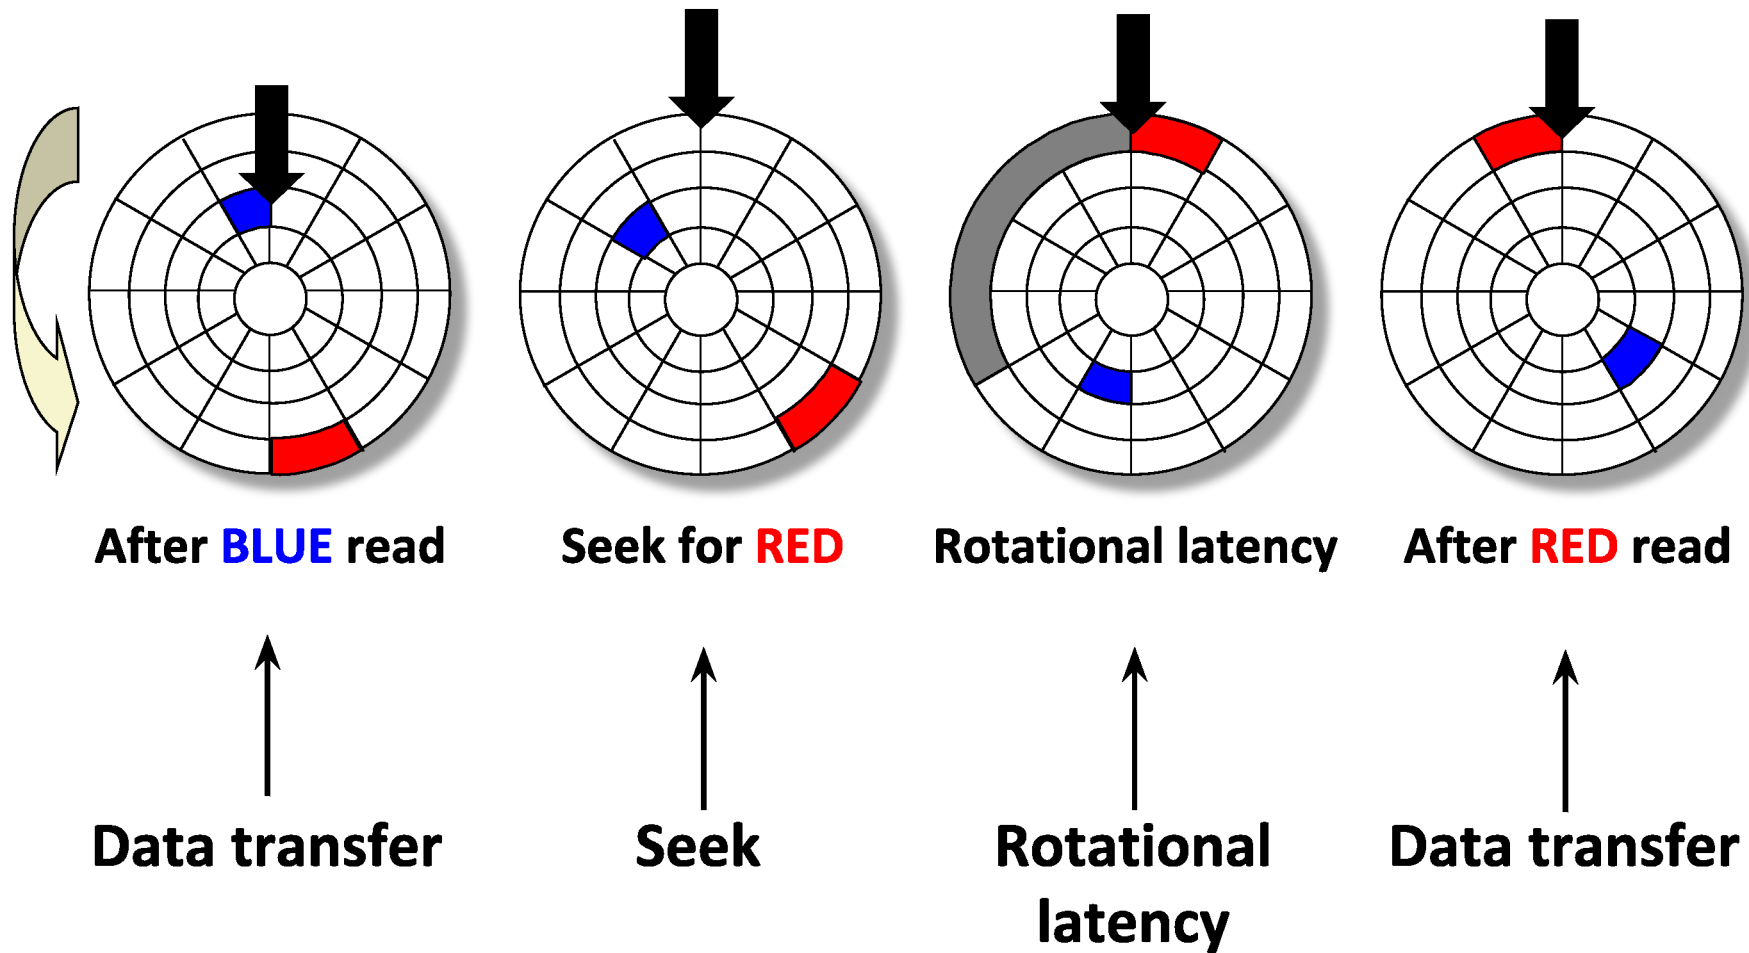 After BLUE read
Seek for RED
Rotational latency
After RED read
Data transfer
Seek
Rotational
latency
Data transfer